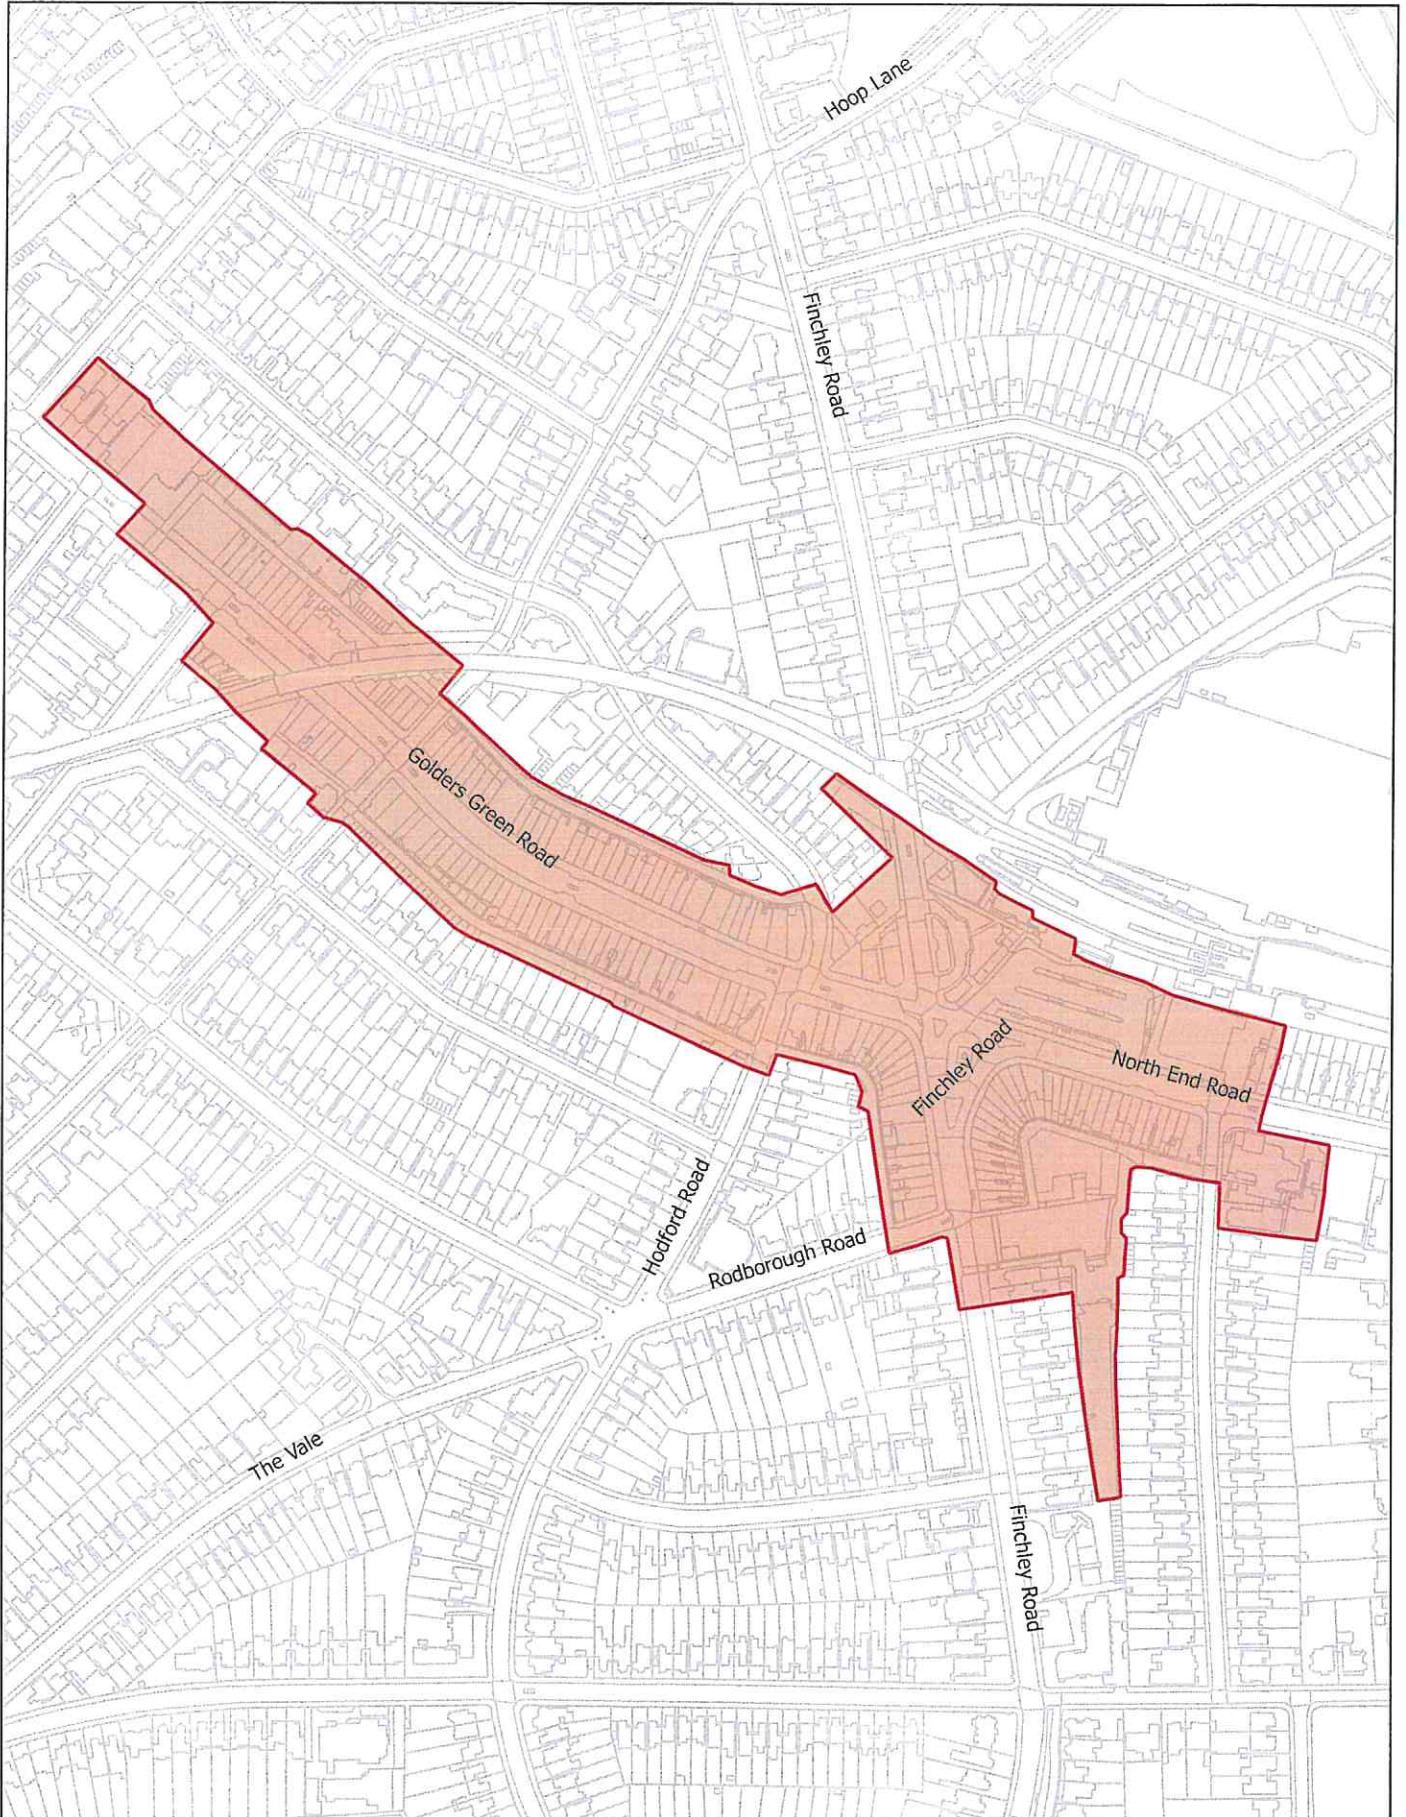 Hoop Lane
Finchley Road
Golders Green Road
Finchley Road
North End Road
Hodford Road
Rodborough Road
The Vale
Finchley Road